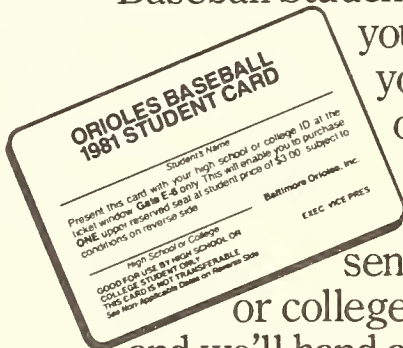 Baseball Student
you
yo
ORIOLES BASEBALL
1981 STUDENT CARD
Student's Name
Present this card with your high school or college ID at the
ticket window Gate E-6 only. This will enable you to purchase
ONE upper reserved seat at student price of $3.00 subject to
conditions on reverse side
Baltimore Orioles, Inc.
High School or College
EXEC VICE PRES
GOOD FOR USE BY HIGH SCHOOL OR
COLLEGE STUDENT ONLY
THIS CARD IS NOT TRANSFERABLE
See Non-Applicable Dates on Reverse Side
sen
or college
and we'll hand